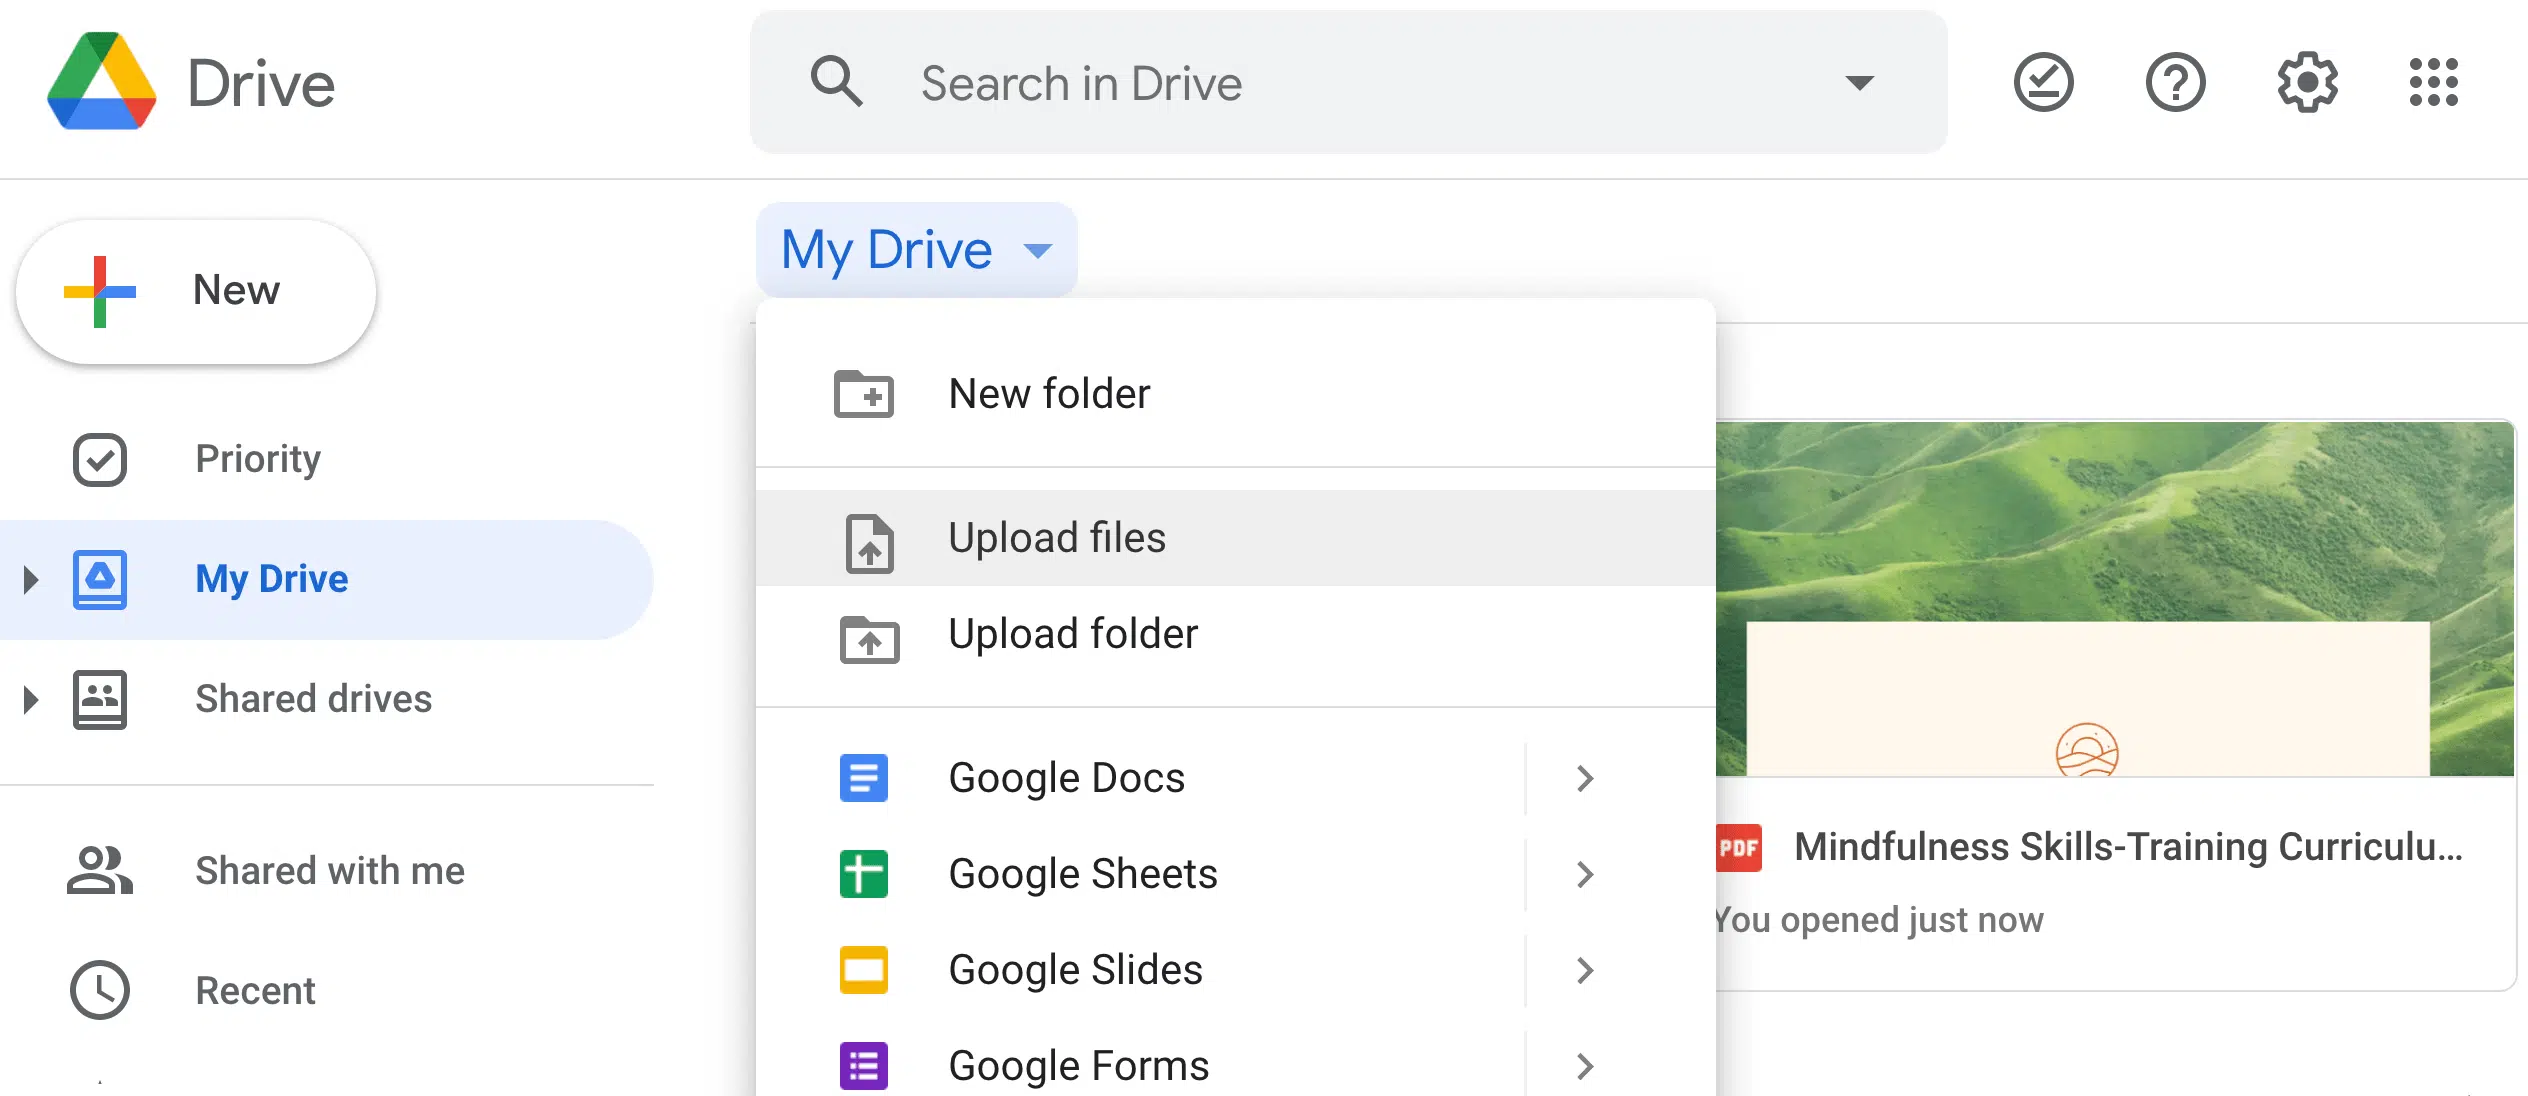 Drive
Search in Drive
New
Priority
My Drive
Shared drives
Shared with me
Recent
My Drive
New folder
Upload files
Upload folder
Google Docs
Google Sheets
Google Slides
Google Forms
PDF Mindfulness Skills-Training Curriculu...
You opened just now